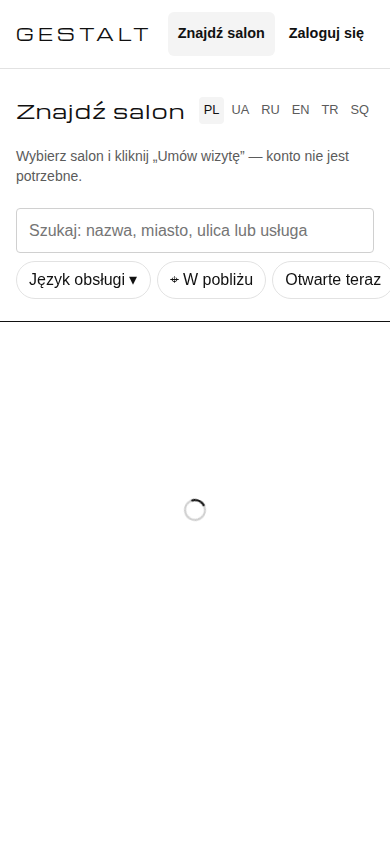 GESTALT
Znajdź salon
Zaloguj się
Znajdź salon
PL UA RU EN TR SQ
Wybierz salon i kliknij „Umów wizytę” — konto nie jest
potrzebne.
Szukaj: nazwa, miasto, ulica lub usługa
Język obsługi ▾
⌖ W pobliżu
Otwarte teraz